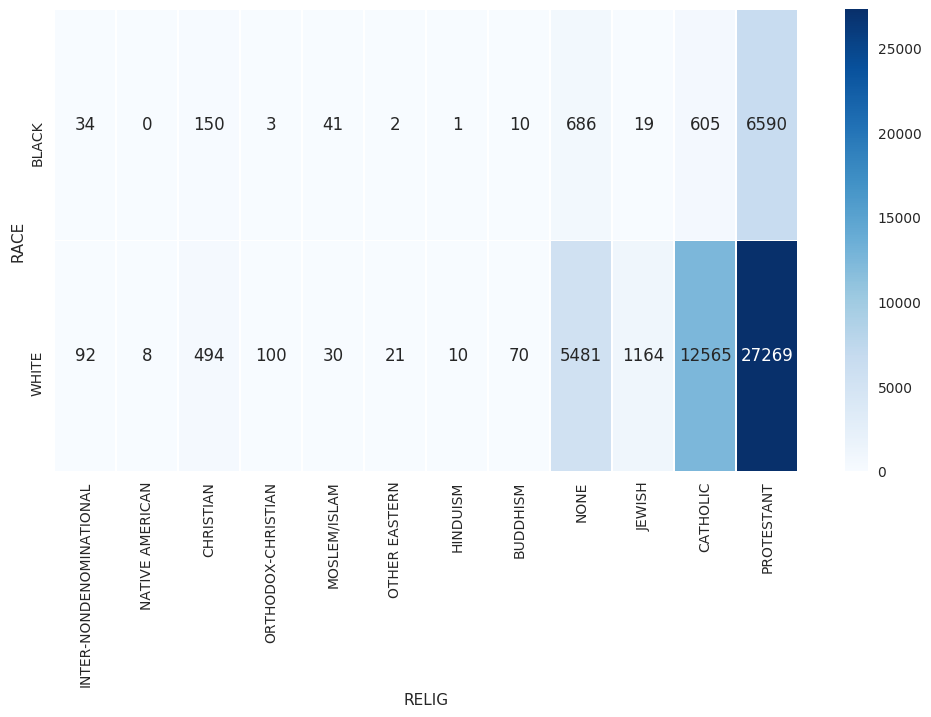 RACE
BLACK
34 0 150 3 41 2 1 10 686 19 605 6590
WHITE
92 8 494 100 30 21 10 70 5481 1164 12565 27269
INTER-NONDENOMINATIONAL
NATIVE AMERICAN
CHRISTIAN
ORTHODOX-CHRISTIAN
MOSLEM/ISLAM
OTHER EASTERN
HINDUISM
BUDDHISM
NONE
JEWISH
CATHOLIC
PROTESTANT
RELIG
25000
20000
15000
10000
5000
0